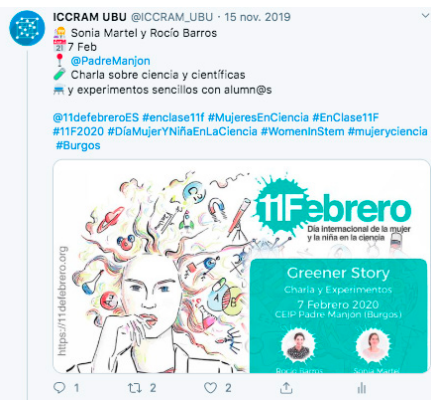 ICCRAM UBU @ICCRAM_UBU · 15 nov. 2019
Sonia Martel y Rocío Barros
7 Feb
@PadreManjon
Charla sobre ciencia y científicas
y experimentos sencillos con alumn@s
@11defebreroES #enclase11f #MujeresEnCiencia #EnClase11F
#11F2020 #DíaMujerYNiñaEnLaCiencia #WomenInStem #mujeryciencia
#Burgos
https://11defebrero.org
11Febrero
Día internacional de la mujer
y la niña en la ciencia
Greener Story
Charla y Experimentos
7 Febrero 2020
CEIP Padre Manjón (Burgos)
Rocío Barros
Sonia Martel
1
2
2